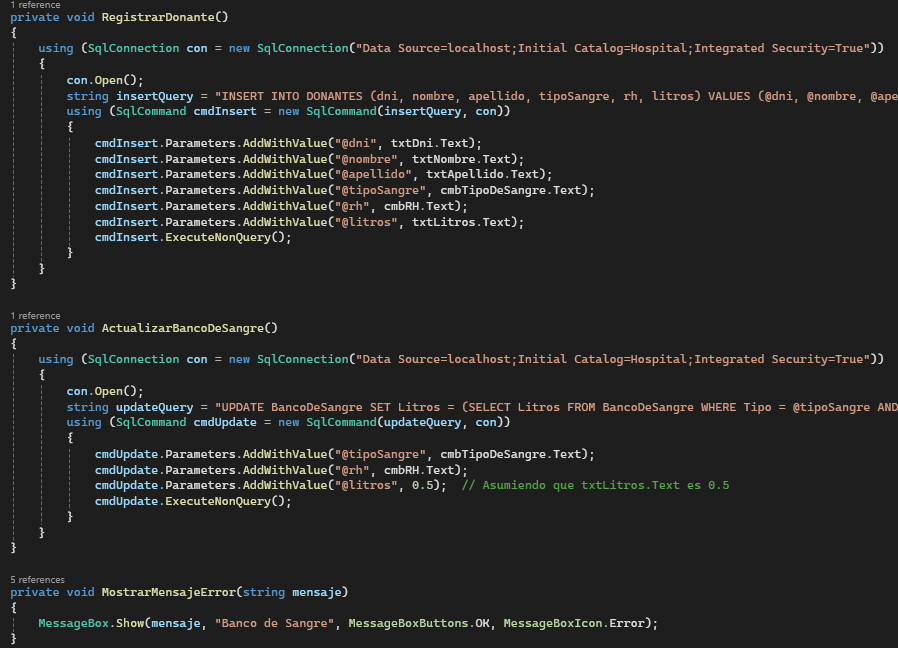 1 reference
private void RegistrarDonante()
{
using (SqlConnection con = new SqlConnection("Data Source=localhost;Initial Catalog=Hospital;Integrated Security=True"))
{
con.Open();
string insertQuery = "INSERT INTO DONANTES (dni, nombre, apellido, tipoSangre, rh, litros) VALUES (@dni, @nombre, @ape
using (SqlCommand cmdInsert = new SqlCommand(insertQuery, con))
{
cmdInsert.Parameters.AddWithValue("@dni", txtDni.Text);
cmdInsert.Parameters.AddWithValue("@nombre", txtNombre.Text);
cmdInsert.Parameters.AddWithValue("@apellido", txtApellido.Text);
cmdInsert.Parameters.AddWithValue("@tipoSangre", cmbTipoDeSangre.Text);
cmdInsert.Parameters.AddWithValue("@rh", cmbRH.Text);
cmdInsert.Parameters.AddWithValue("@litros", txtLitros.Text);
cmdInsert.ExecuteNonQuery();
}
}
}
1 reference
private void ActualizarBancoDeSangre()
{
using (SqlConnection con = new SqlConnection("Data Source=localhost;Initial Catalog=Hospital;Integrated Security=True"))
{
con.Open();
string updateQuery = "UPDATE BancoDeSangre SET Litros = (SELECT Litros FROM BancoDeSangre WHERE Tipo = @tipoSangre AND
using (SqlCommand cmdUpdate = new SqlCommand(updateQuery, con))
{
cmdUpdate.Parameters.AddWithValue("@tipoSangre", cmbTipoDeSangre.Text);
cmdUpdate.Parameters.AddWithValue("@rh", cmbRH.Text);
cmdUpdate.Parameters.AddWithValue("@litros", 0.5); // Asumiendo que txtLitros.Text es 0.5
cmdUpdate.ExecuteNonQuery();
}
}
}
5 references
private void MostrarMensajeError(string mensaje)
{
MessageBox.Show(mensaje, "Banco de Sangre", MessageBoxButtons.OK, MessageBoxIcon.Error);
}